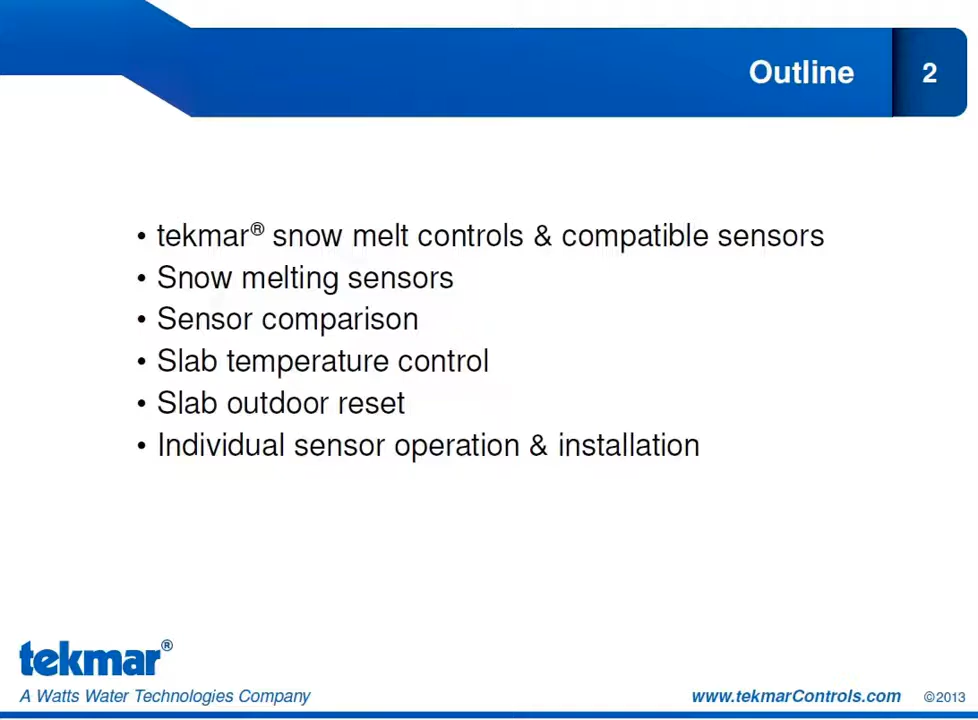 Outline 2
• tekmar® snow melt controls & compatible sensors
• Snow melting sensors
• Sensor comparison
• Slab temperature control
• Slab outdoor reset
• Individual sensor operation & installation
tekmar®
A Watts Water Technologies Company
www.tekmarControls.com ©2013